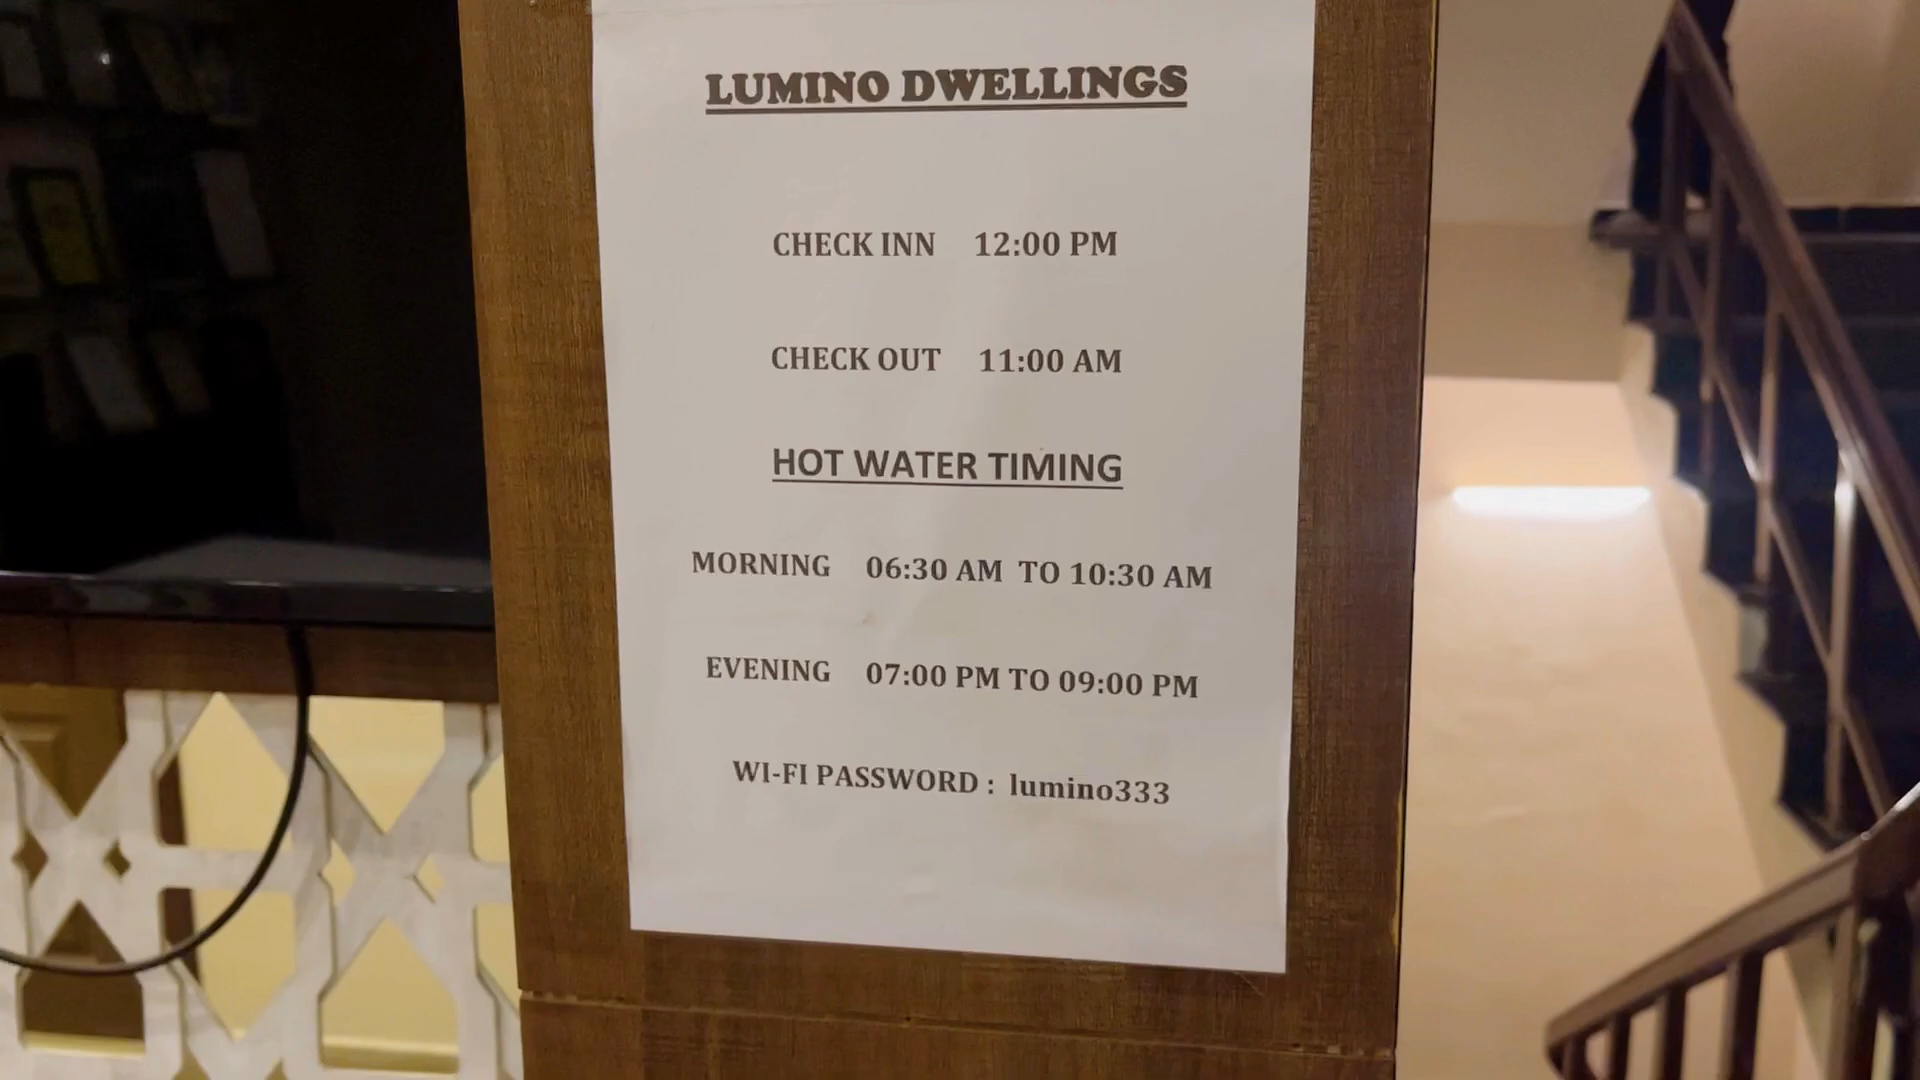 LUMINO DWELLINGS
CHECK INN 12:00 PM
CHECK OUT 11:00 AM
HOT WATER TIMING
MORNING 06:30 AM TO 10:30 AM
EVENING 07:00 PM TO 09:00 PM
WI-FI PASSWORD : lumino333